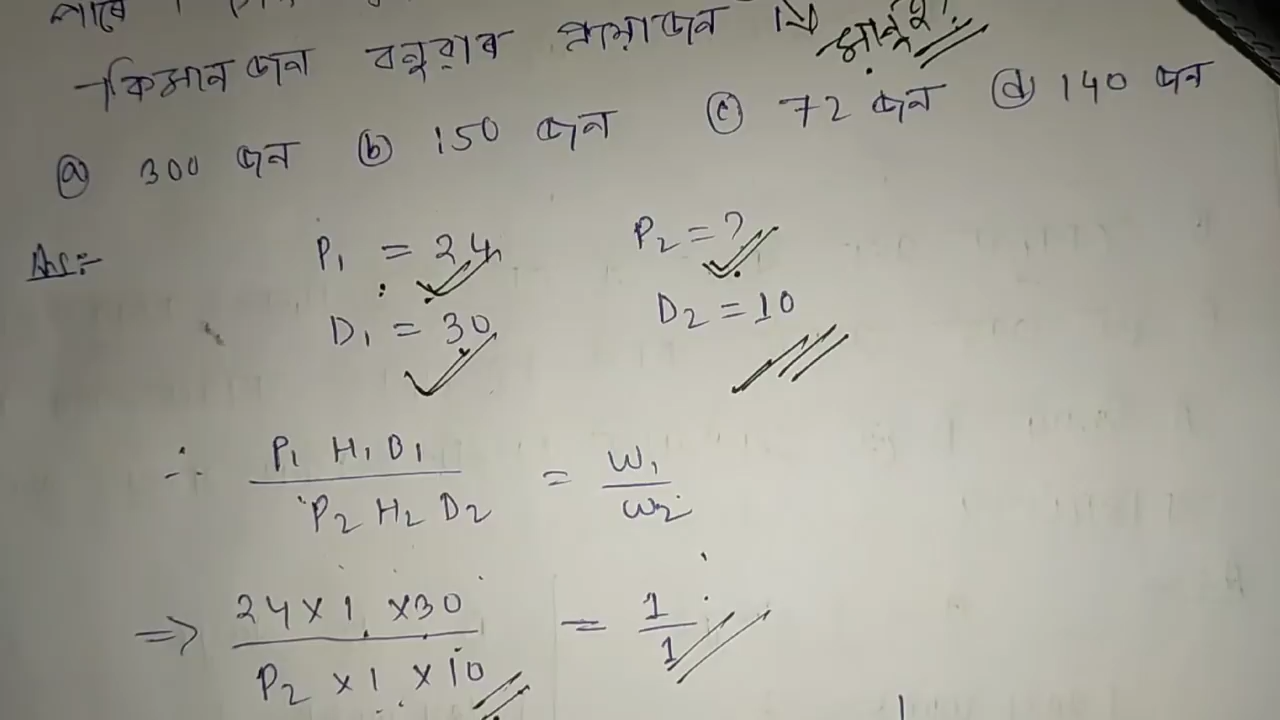 পাৰে
কিমান জন বনুৱাৰ প্ৰয়োজন
ⓐ 300 জন ⓑ 150 জন ⓒ 72 জন ⓓ 140 জন
Ans:- P₁ = 24 P₂ = ?
D₁ = 30 D₂ = 10
∴ P₁ H₁ D₁ / P₂ H₂ D₂ = W₁ / W₂
⇒ 24 × 1 × 30 / P₂ × 1 × 10 = 1 / 1